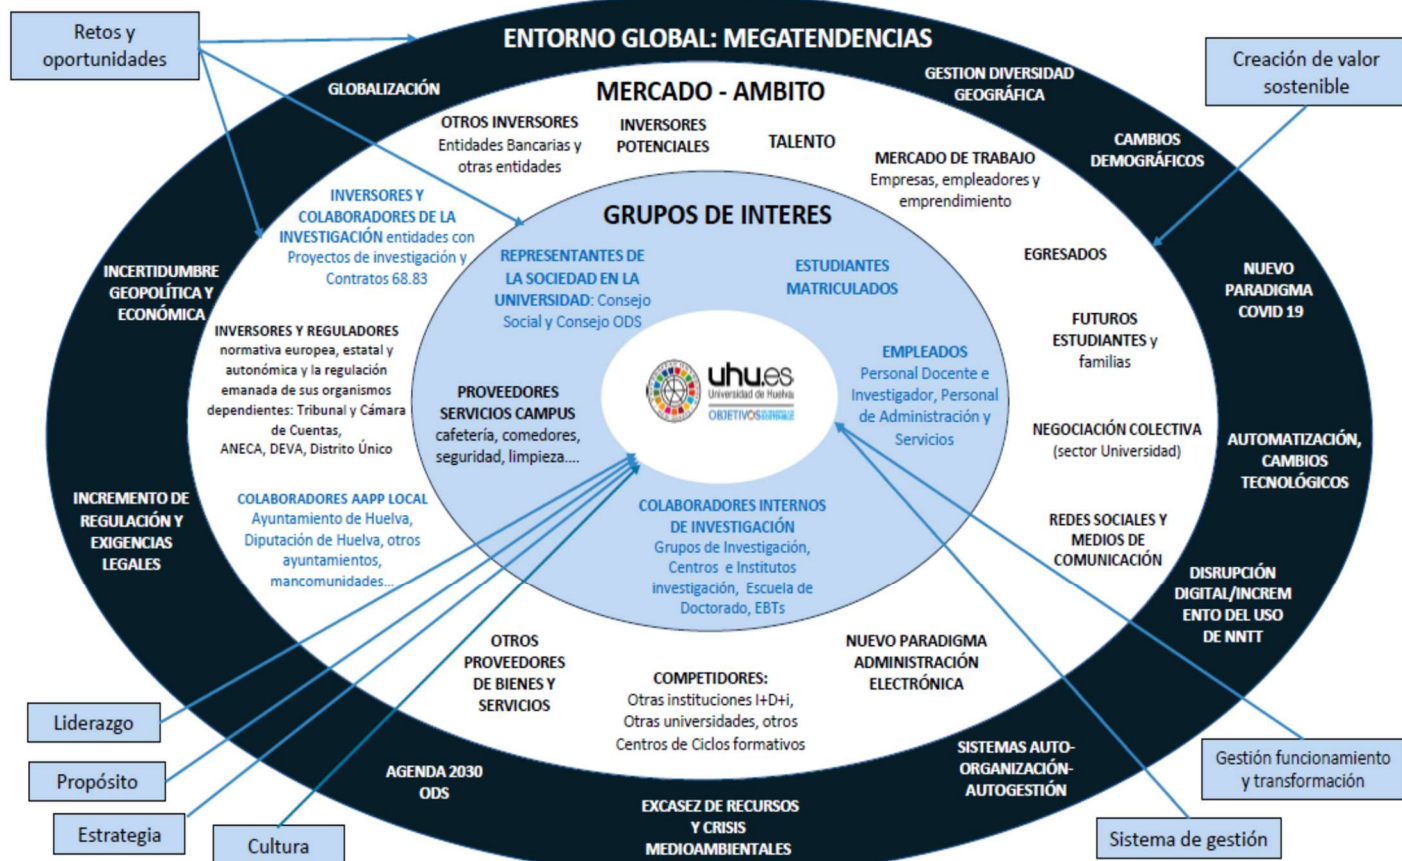 Retos y
oportunidades
ENTORNO GLOBAL: MEGATENDENCIAS
Creación de valor
sostenible
GLOBALIZACIÓN
GESTION DIVERSIDAD
GEOGRÁFICA
CAMBIOS
DEMOGRÁFICOS
NUEVO
PARADIGMA
COVID 19
AUTOMATIZACIÓN,
CAMBIOS
TECNOLÓGICOS
DISRUPCIÓN
DIGITAL/INCREM
ENTO DEL USO
DE NNTT
SISTEMAS AUTO-
ORGANIZACIÓN-
AUTOGESTIÓN
EXCASEZ DE RECURSOS
Y CRISIS
MEDIOAMBIENTALES
AGENDA 2030
ODS
INCREMENTO DE
REGULACIÓN Y
EXIGENCIAS
LEGALES
INCERTIDUMBRE
GEOPOLÍTICA Y
ECONÓMICA
MERCADO - AMBITO
OTROS INVERSORES
Entidades Bancarias y
otras entidades
INVERSORES
POTENCIALES
TALENTO
MERCADO DE TRABAJO
Empresas, empleadores y
emprendimiento
EGRESADOS
FUTUROS
ESTUDIANTES y
familias
NEGOCIACIÓN COLECTIVA
(sector Universidad)
REDES SOCIALES Y
MEDIOS DE
COMUNICACIÓN
NUEVO PARADIGMA
ADMINISTRACIÓN
ELECTRÓNICA
COMPETIDORES:
Otras instituciones I+D+i,
Otras universidades, otros
Centros de Ciclos formativos
OTROS
PROVEEDORES
DE BIENES Y
SERVICIOS
COLABORADORES AAPP LOCAL
Ayuntamiento de Huelva,
Diputación de Huelva, otros
ayuntamientos,
mancomunidades...
INVERSORES Y REGULADORES
normativa europea, estatal y
autonómica y la regulación
emanada de sus organismos
dependientes: Tribunal y Cámara
de Cuentas,
ANECA, DEVA, Distrito Único
INVERSORES Y
COLABORADORES DE LA
INVESTIGACIÓN entidades con
Proyectos de investigación y
Contratos 68.83
GRUPOS DE INTERES
REPRESENTANTES DE
LA SOCIEDAD EN LA
UNIVERSIDAD: Consejo
Social y Consejo ODS
ESTUDIANTES
MATRICULADOS
EMPLEADOS
Personal Docente e
Investigador, Personal
de Administración y
Servicios
COLABORADORES INTERNOS
DE INVESTIGACIÓN
Grupos de Investigación,
Centros e Institutos
investigación, Escuela de
Doctorado, EBTs
PROVEEDORES
SERVICIOS CAMPUS
cafetería, comedores,
seguridad, limpieza....
uhu.es
Universidad de Huelva
OBJETIVOS
Liderazgo
Propósito
Estrategia
Cultura
Sistema de gestión
Gestión funcionamiento
y transformación